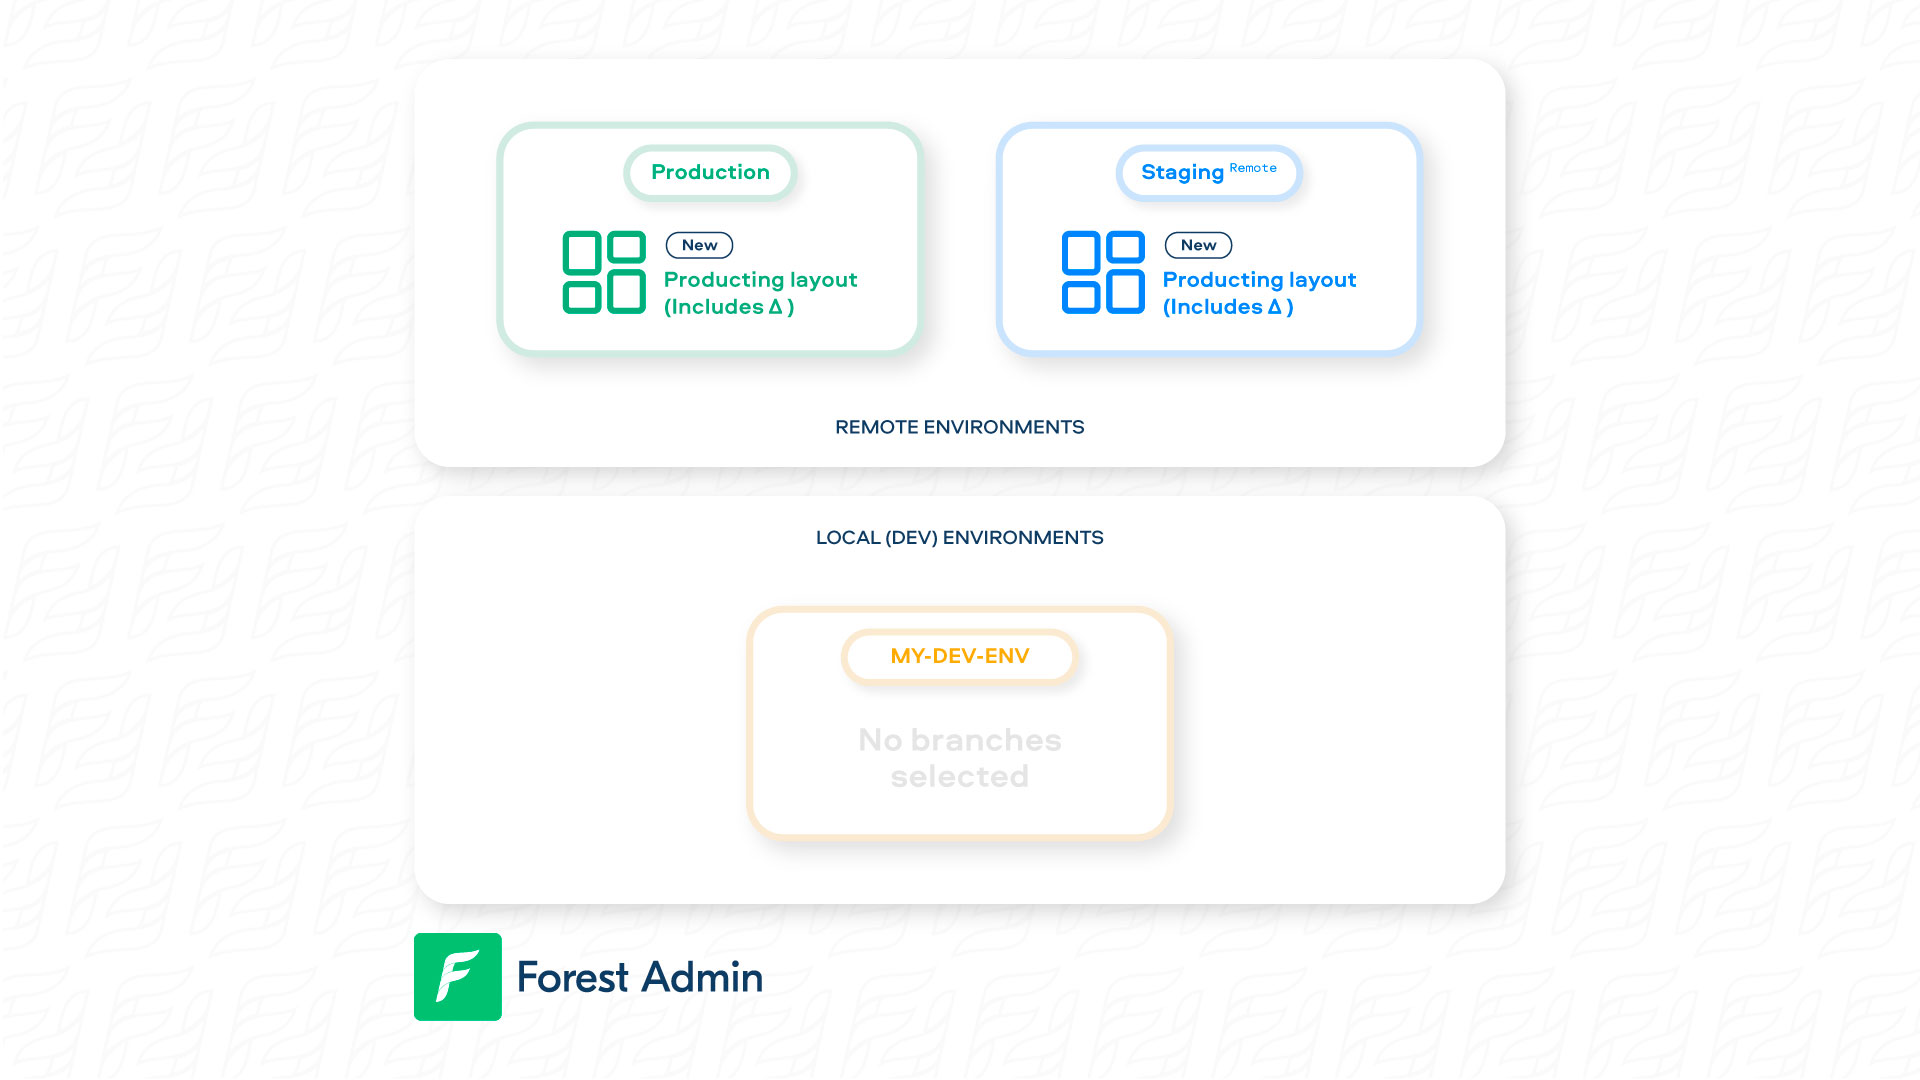 Production
New
Producting layout
(Includes Δ )
Staging Remote
New
Producting layout
(Includes Δ )
REMOTE ENVIRONMENTS
LOCAL (DEV) ENVIRONMENTS
MY-DEV-ENV
No branches
selected
Forest Admin